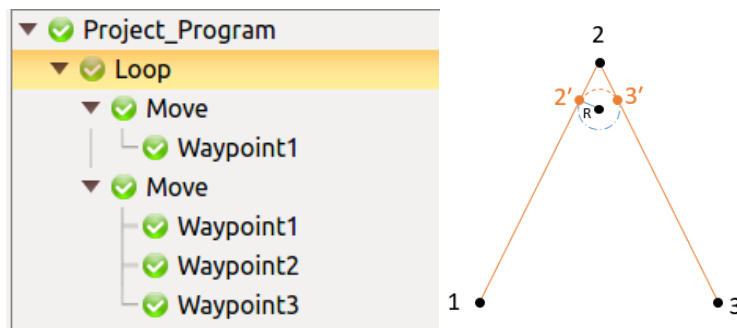 Project_Program
Loop
Move
Waypoint1
Move
Waypoint1
Waypoint2
Waypoint3
2
2′ 3′
R
1 3